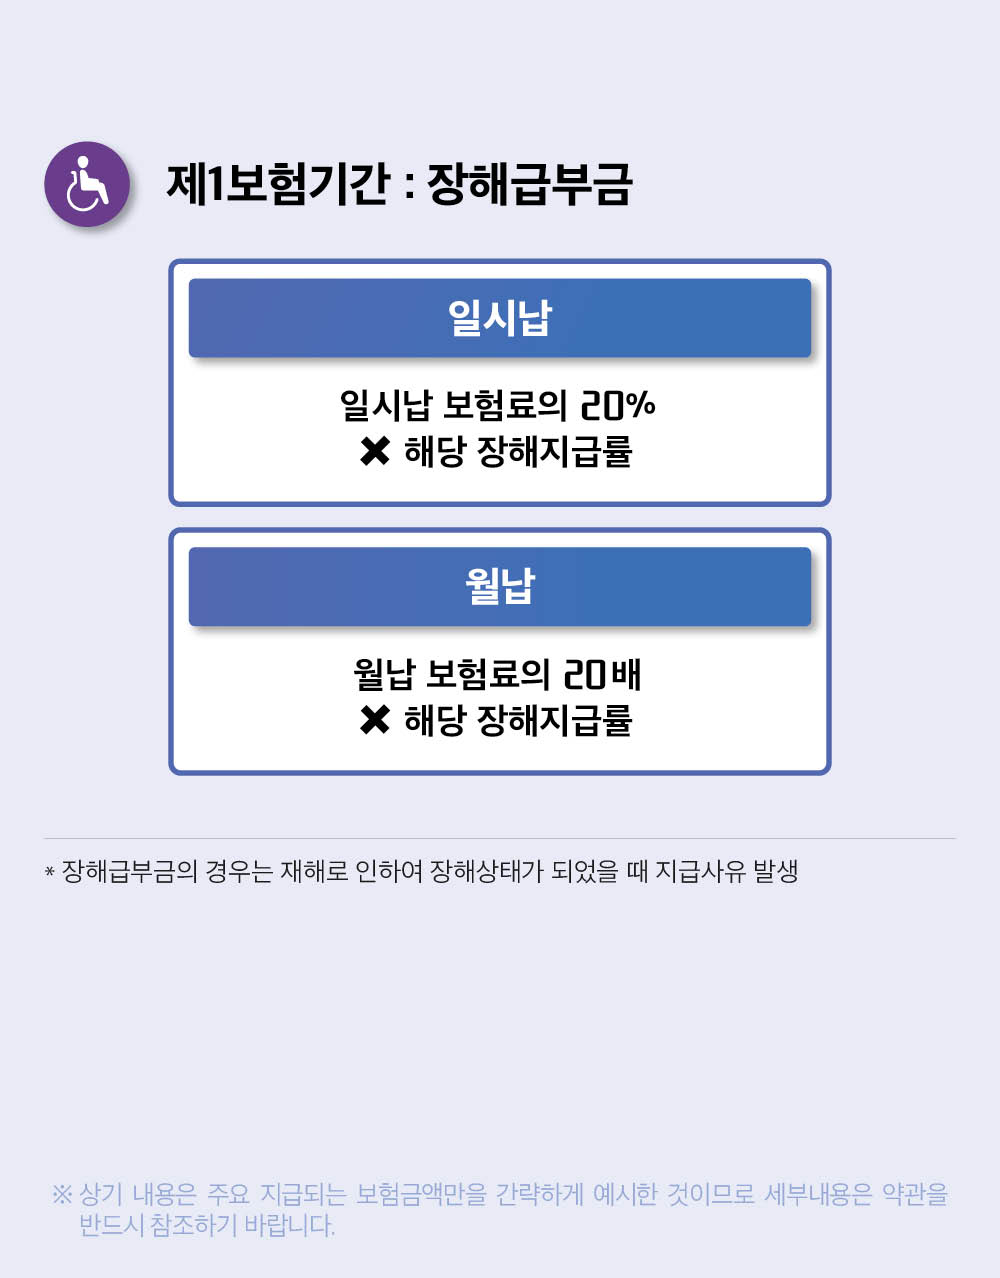 제1보험기간 : 장해급부금
일시납
일시납 보험료의 20%
✖ 해당 장해지급률
월납
월납 보험료의 20배
✖ 해당 장해지급률
* 장해급부금의 경우는 재해로 인하여 장해상태가 되었을 때 지급사유 발생
※ 상기 내용은 주요 지급되는 보험금액만을 간략하게 예시한 것이므로 세부내용은 약관을
반드시 참조하기 바랍니다.